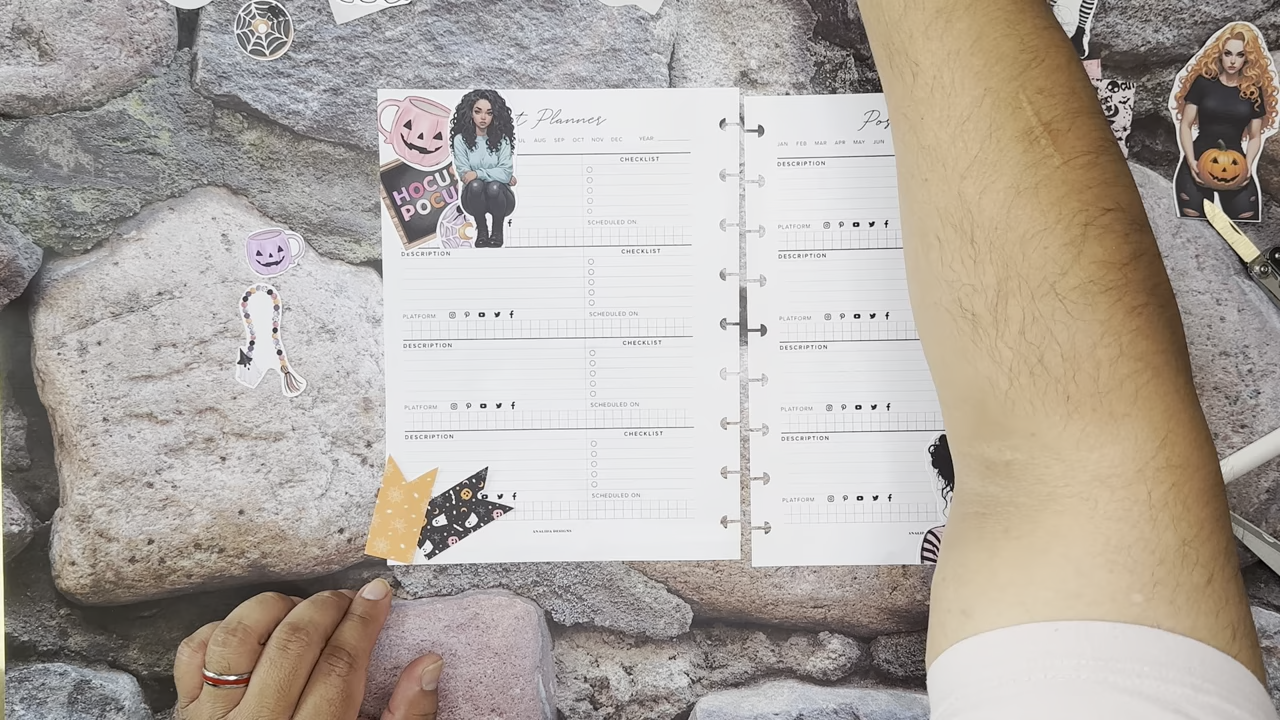 t Planner
UL AUG SEP OCT NOV DEC YEAR
CHECKLIST
HOCU
POCU
SCHEDULED ON
DESCRIPTION CHECKLIST
PLATFORM SCHEDULED ON
DESCRIPTION CHECKLIST
PLATFORM SCHEDULED ON
DESCRIPTION CHECKLIST
SCHEDULED ON
Pos
JAN FEB MAR APR MAY JUN
DESCRIPTION
PLATFORM
DESCRIPTION
PLATFORM
DESCRIPTION
PLATFORM
DESCRIPTION
PLATFORM